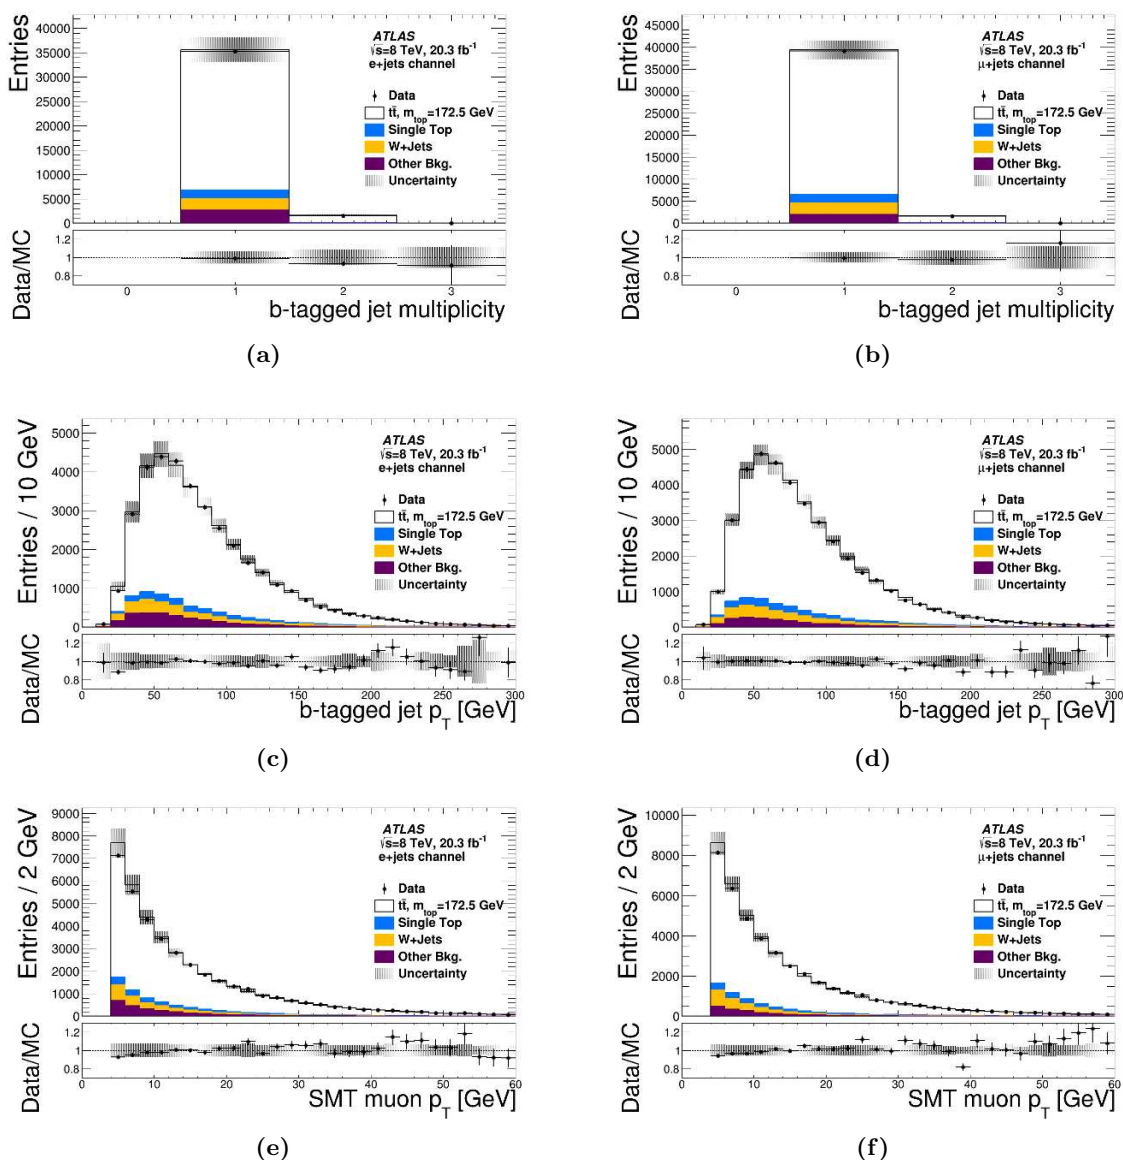 Entries
40000
35000
30000
25000
20000
15000
10000
5000
0
ATLAS
√s=8 TeV, 20.3 fb⁻¹
e+jets channel
Data
tt̄, m_top=172.5 GeV
Single Top
W+Jets
Other Bkg.
Uncertainty
Data/MC
1.2
1
0.8
0 1 2 3
b-tagged jet multiplicity
(a)
Entries
45000
40000
35000
30000
25000
20000
15000
10000
5000
0
ATLAS
√s=8 TeV, 20.3 fb⁻¹
μ+jets channel
Data
tt̄, m_top=172.5 GeV
Single Top
W+Jets
Other Bkg.
Uncertainty
Data/MC
1.2
1
0.8
0 1 2 3
b-tagged jet multiplicity
(b)
Entries / 10 GeV
5000
4000
3000
2000
1000
0
ATLAS
√s=8 TeV, 20.3 fb⁻¹
e+jets channel
Data
tt̄, m_top=172.5 GeV
Single Top
W+Jets
Other Bkg.
Uncertainty
Data/MC
1.2
1
0.8
0 50 100 150 200 250 300
b-tagged jet p_T [GeV]
(c)
Entries / 10 GeV
5000
4000
3000
2000
1000
0
ATLAS
√s=8 TeV, 20.3 fb⁻¹
μ+jets channel
Data
tt̄, m_top=172.5 GeV
Single Top
W+Jets
Other Bkg.
Uncertainty
Data/MC
1.2
1
0.8
0 50 100 150 200 250 300
b-tagged jet p_T [GeV]
(d)
Entries / 2 GeV
9000
8000
7000
6000
5000
4000
3000
2000
1000
0
ATLAS
√s=8 TeV, 20.3 fb⁻¹
e+jets channel
Data
tt̄, m_top=172.5 GeV
Single Top
W+Jets
Other Bkg.
Uncertainty
Data/MC
1.2
1
0.8
0 10 20 30 40 50 60
SMT muon p_T [GeV]
(e)
Entries / 2 GeV
10000
8000
6000
4000
2000
0
ATLAS
√s=8 TeV, 20.3 fb⁻¹
μ+jets channel
Data
tt̄, m_top=172.5 GeV
Single Top
W+Jets
Other Bkg.
Uncertainty
Data/MC
1.2
1
0.8
0 10 20 30 40 50 60
SMT muon p_T [GeV]
(f)